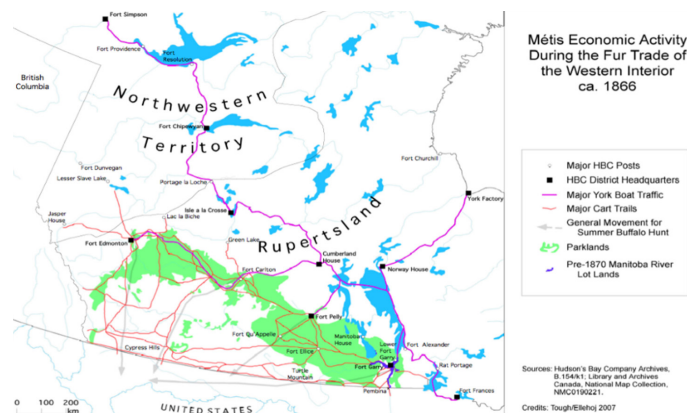 Fort Simpson
Fort Providence
Fort
Resolution
British
Columbia
Northwestern
Territory
Fort Chipewyan
Fort Churchill
Fort Dunvegan
Lesser Slave Lake
Portage la Loche
York Factory
Jasper
House
Lac la Biche
Isle a la Crosse
Rupertsland
Fort Edmonton
Green Lake
Cumberland
House
Norway House
Fort Carlton
Fort Pelly
Fort Qu'Appelle
Manitoba
House
Lower
Fort
Garry
Fort Alexander
Cypress Hills
Fort Ellice
Fort Garry
Rat Portage
Turtle
Mountain
Pembina
Fort Frances
0 100 200
km
UNITED STATES
Métis Economic Activity
During the Fur Trade of
the Western Interior
ca. 1866
Major HBC Posts
HBC District Headquarters
Major York Boat Traffic
Major Cart Trails
General Movement for
Summer Buffalo Hunt
Parklands
Pre-1870 Manitoba River
Lot Lands
Sources: Hudson's Bay Company Archives,
B.154/k1; Library and Archives
Canada, National Map Collection,
NMC0190221.
Credits: Tough/Ellehoj 2007